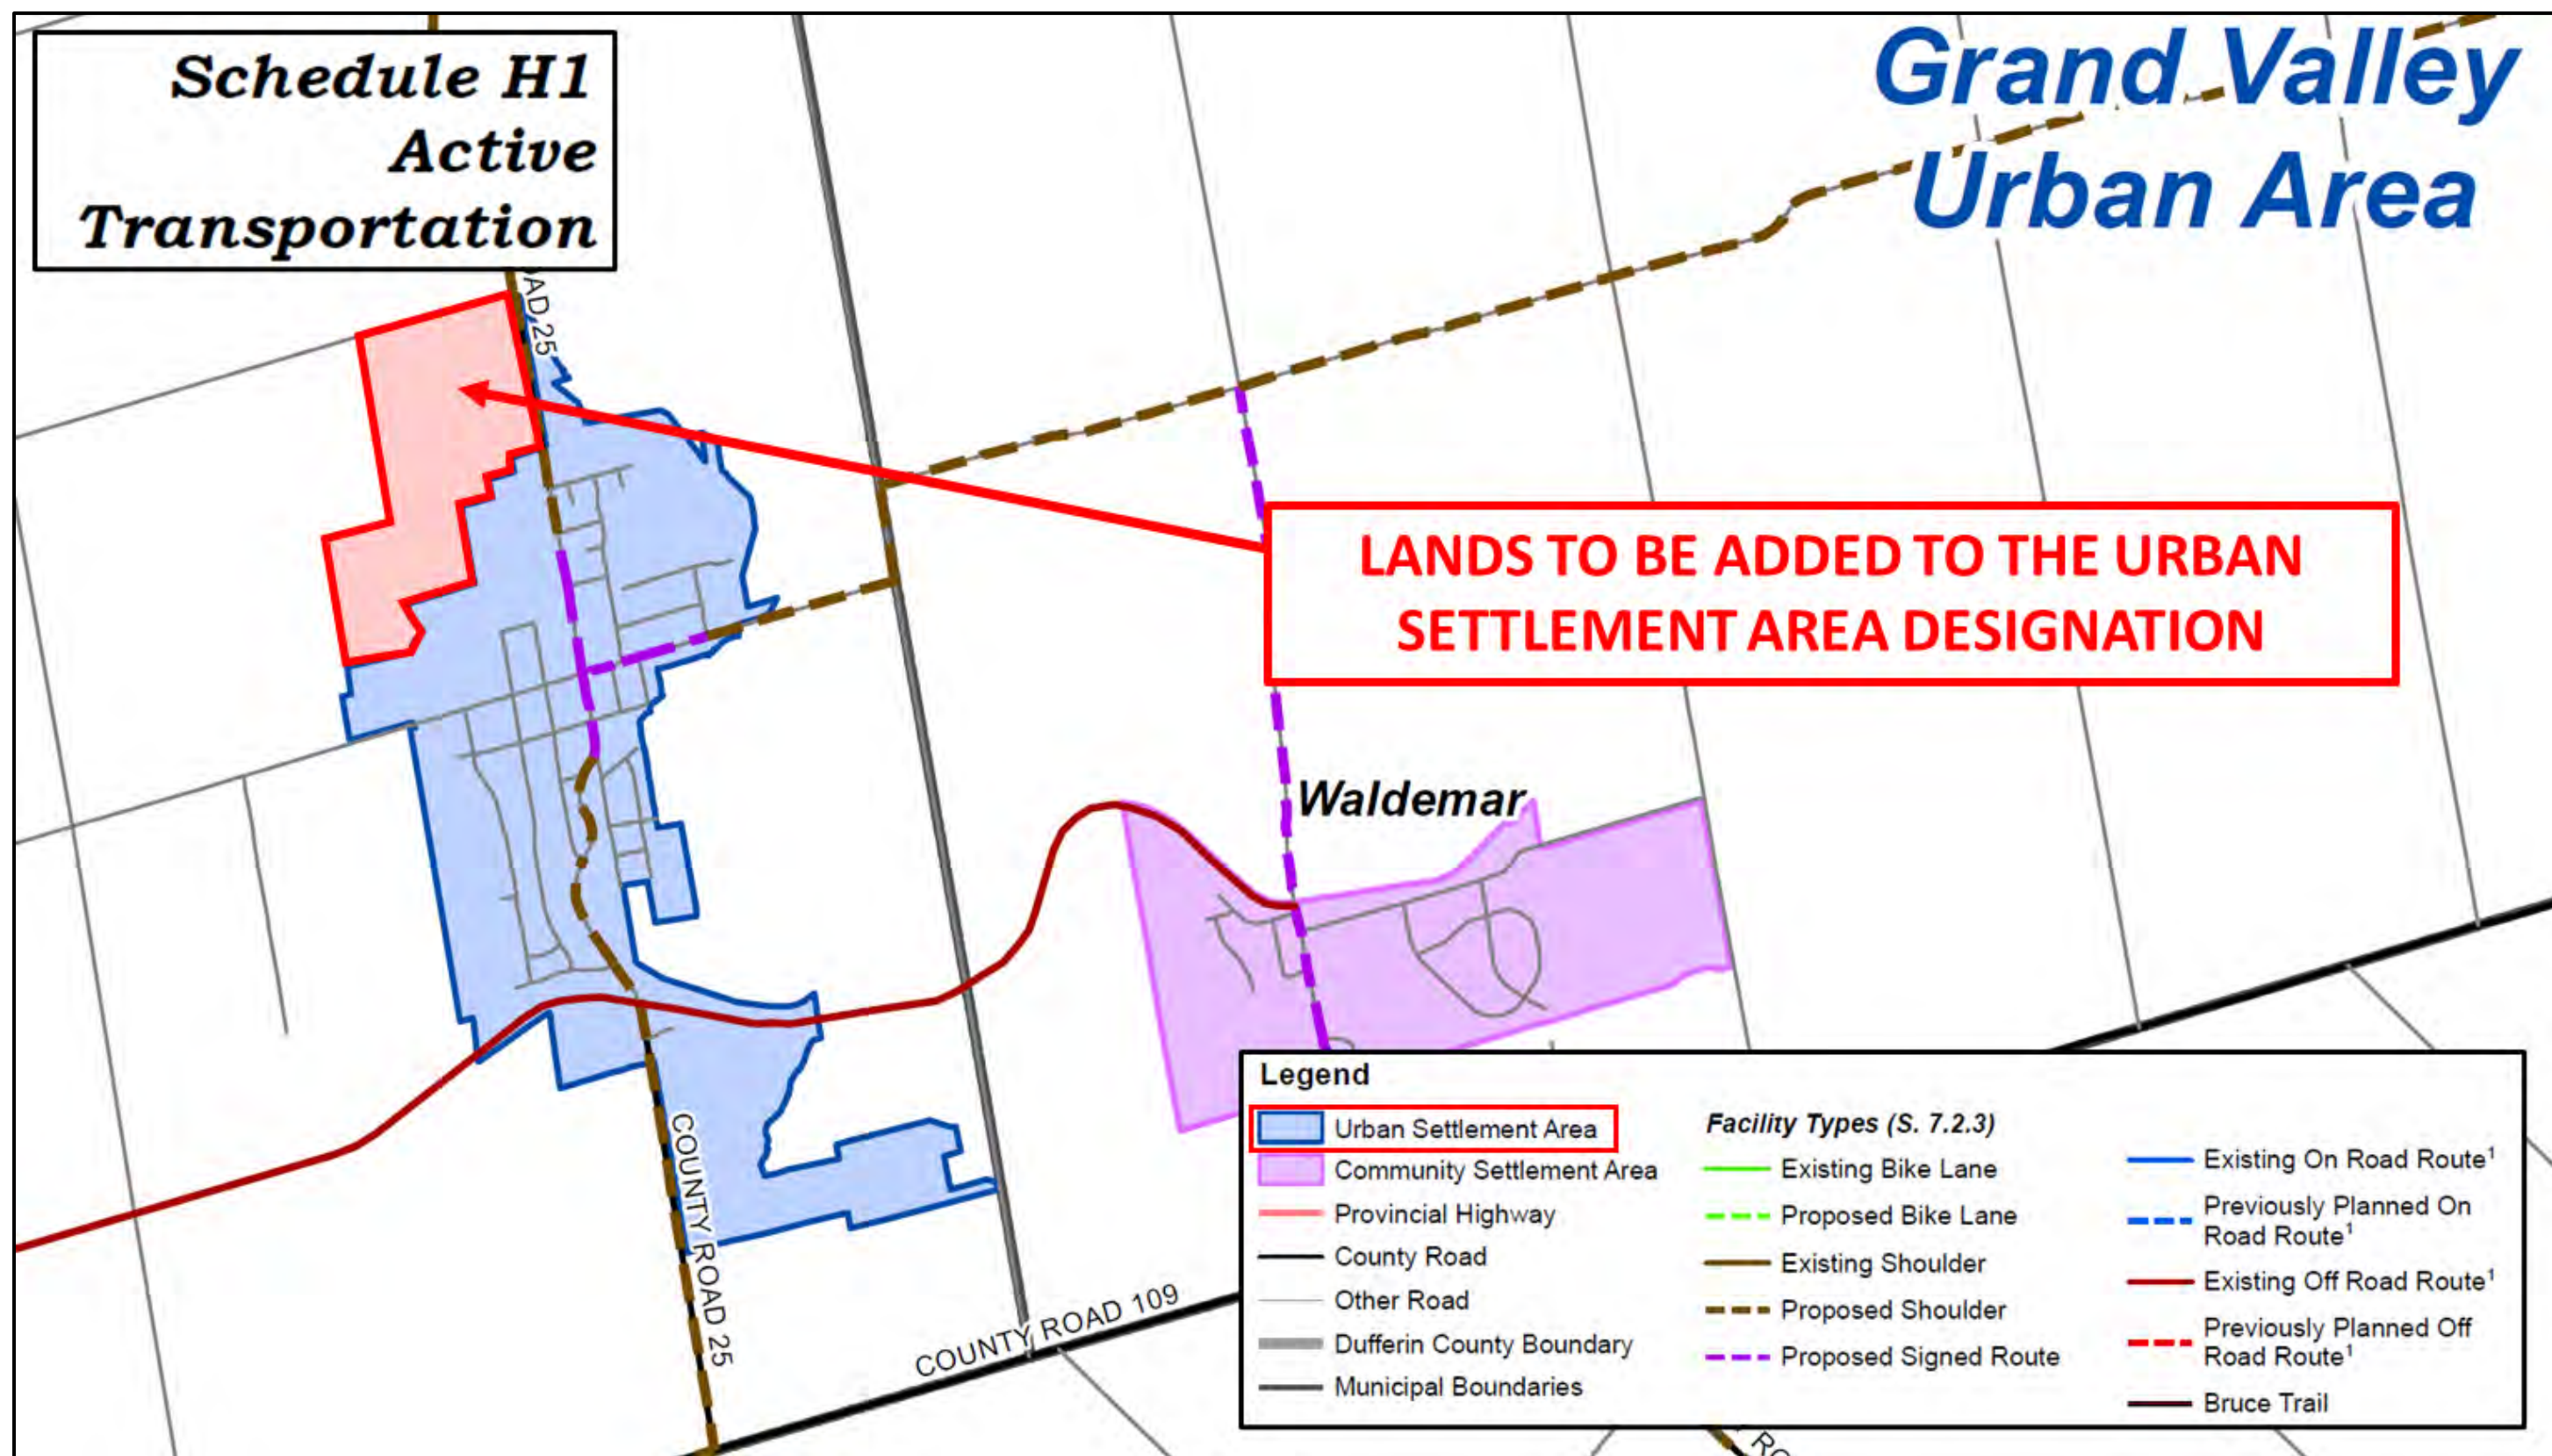 Schedule H1
Active
Transportation
Grand Valley
Urban Area
OAD 25
LANDS TO BE ADDED TO THE URBAN
SETTLEMENT AREA DESIGNATION
Waldemar
COUNTY ROAD 25
COUNTY ROAD 109
Legend
Urban Settlement Area
Community Settlement Area
Provincial Highway
County Road
Other Road
Dufferin County Boundary
Municipal Boundaries
Facility Types (S. 7.2.3)
Existing Bike Lane
Proposed Bike Lane
Existing Shoulder
Proposed Shoulder
Proposed Signed Route
Existing On Road Route¹
Previously Planned On
Road Route¹
Existing Off Road Route¹
Previously Planned Off
Road Route¹
Bruce Trail